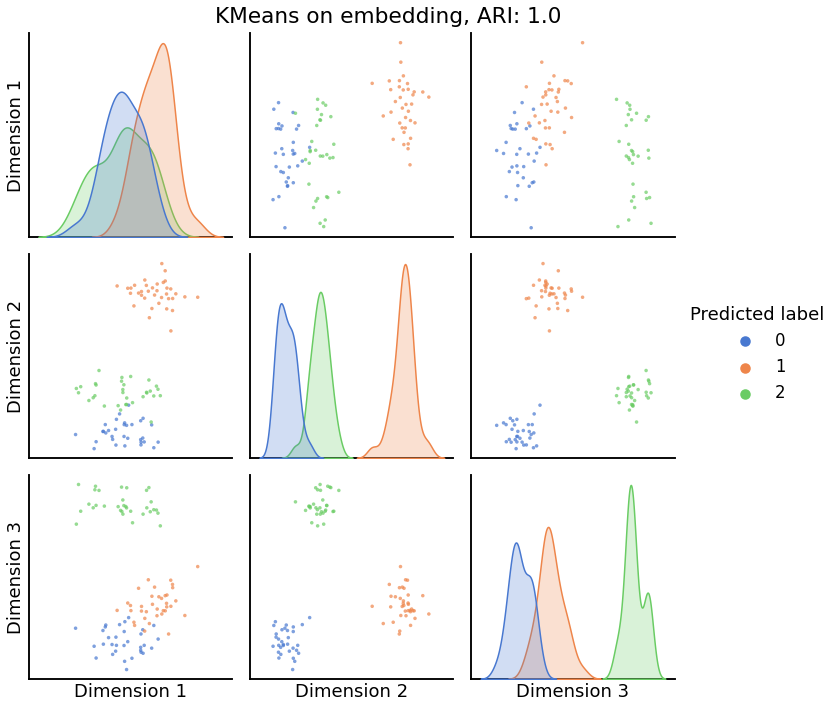 KMeans on embedding, ARI: 1.0
Dimension 1
Dimension 2
Dimension 3
Dimension 1
Dimension 2
Dimension 3
Predicted label
0
1
2